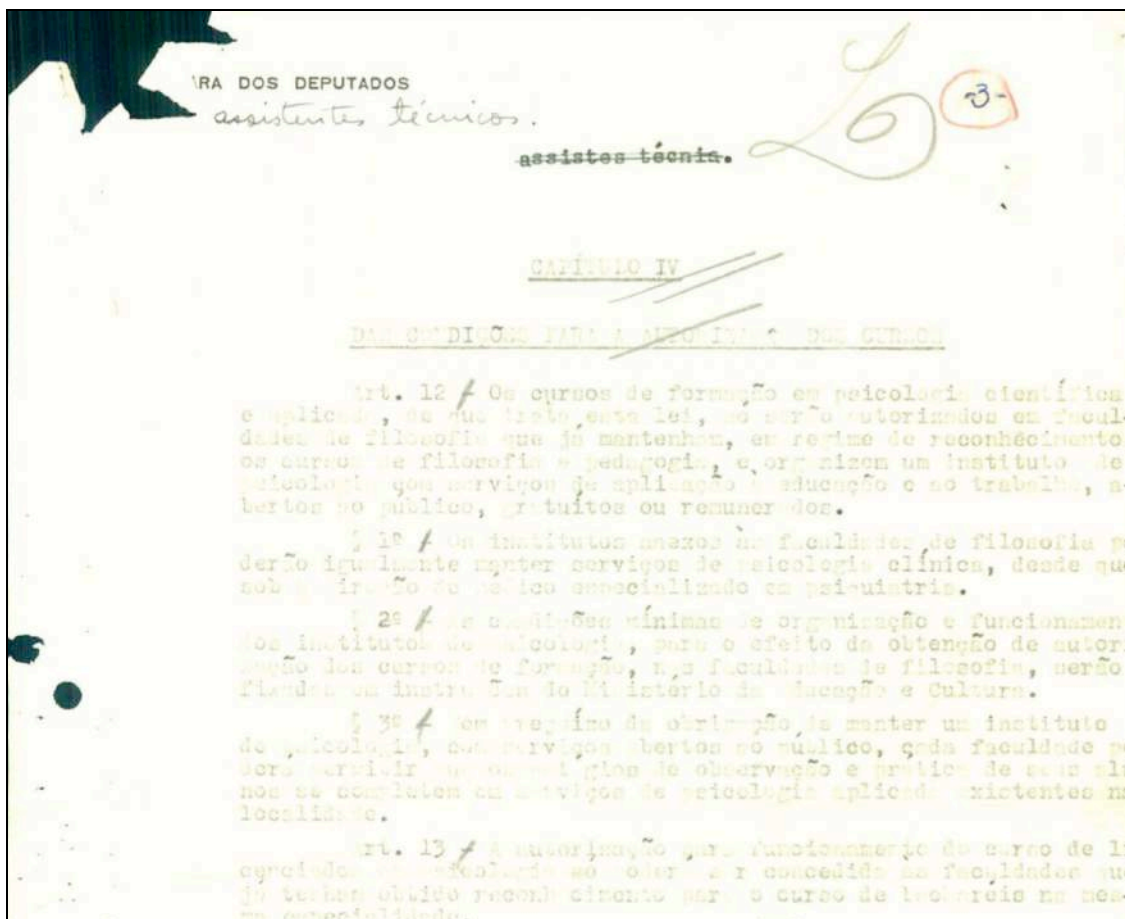 RA DOS DEPUTADOS
assistentes técnicos.
-3-
assistes técnia.
CAPÍTULO IV
DAS CONDIÇÕES PARA A AUTORIZAÇ DOS CURSOS
Art. 12 - Os cursos de formação em psicologia científica
e aplicada, de que trata esta lei, só serão autorizados em facul-
dades de filosofia que já mantenham, em regime de reconhecimento
os cursos de filosofia e pedagogia, e organizem um instituto de
psicologia com serviços de aplicação à educação e ao trabalho, a-
bertos ao público, gratuitos ou remunerados.
§ 1º - Os institutos anexos às faculdades de filosofia po
derão igualmente manter serviços de psicologia clínica, desde que
sob a direção de médico especializado em psiquiatria.
§ 2º - As condições mínimas de organização e funcionamen
dos institutos de psicologia, para o efeito da obtenção de autori
zação dos cursos de formação, nas faculdades de filosofia, serão
fixadas em instruções do Ministério da Educação e Cultura.
§ 3º - Sem prejuízo da obrigação de manter um instituto
de psicologia, com serviços abertos ao público, cada faculdade po
derá permitir que os estágios de observação e prática de seus alu
nos se completem em serviços de psicologia aplicada existentes na
localidade.
Art. 13 - A autorização para funcionamento do curso de li
cenciados em psicologia só poderá ser concedida às faculdades que
já tenham obtido reconhecimento para o curso de bacharéis na mes-
ma especialidade.